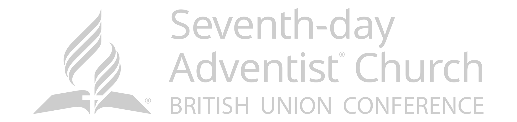 Seventh-day
Adventist® Church
BRITISH UNION CONFERENCE